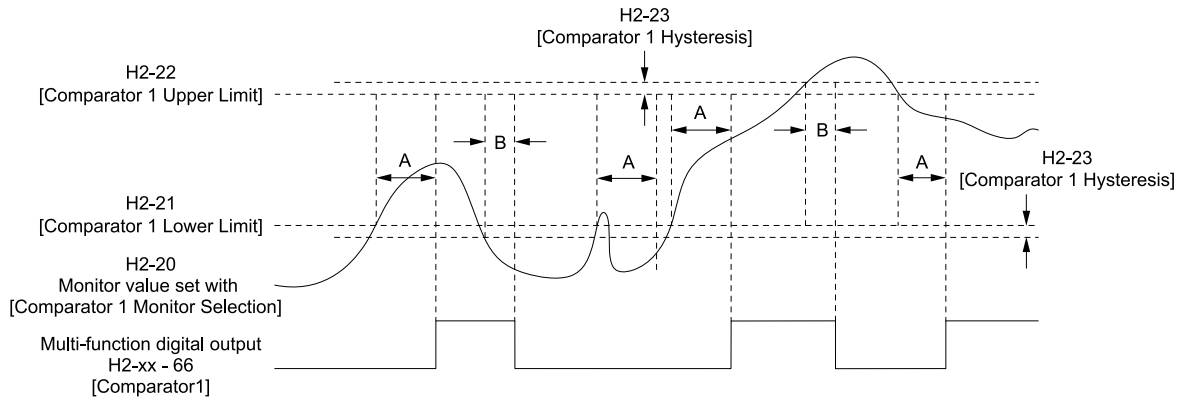 H2-23
[Comparator 1 Hysteresis]
H2-22
[Comparator 1 Upper Limit]
A
B
B
A
A
A
H2-23
[Comparator 1 Hysteresis]
H2-21
[Comparator 1 Lower Limit]
H2-20
Monitor value set with
[Comparator 1 Monitor Selection]
Multi-function digital output
H2-xx - 66
[Comparator1]